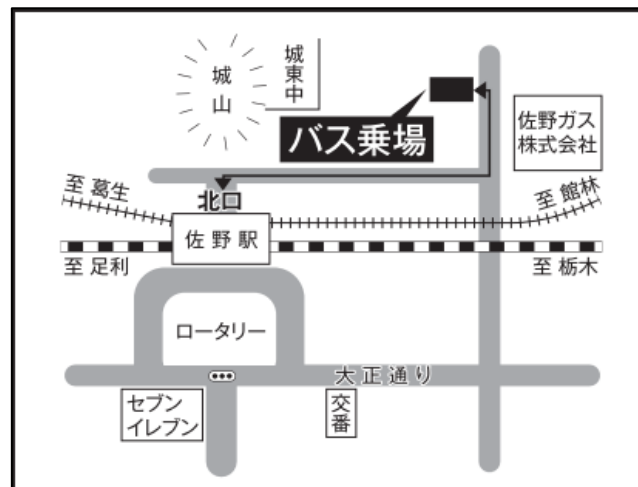 城山
城東中
バス乗場
佐野ガス
株式会社
至 葛生
北口
至 館林
佐野駅
至 足利
至 栃木
ロータリー
大正通り
セブン
イレブン
交番